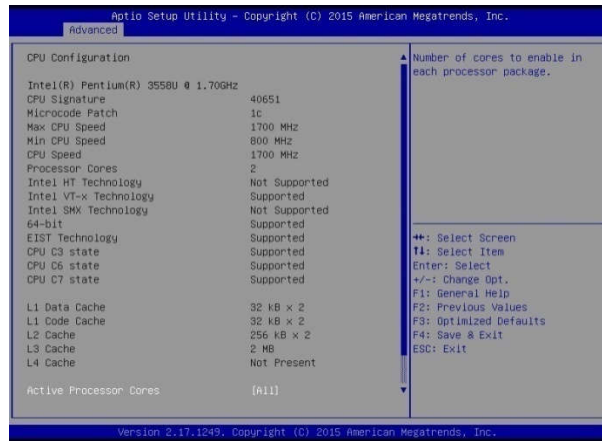 Aptio Setup Utility – Copyright (C) 2015 American Megatrends, Inc.
Advanced
CPU Configuration
Intel(R) Pentium(R) 3558U @ 1.70GHz
CPU Signature 40651
Microcode Patch 1c
Max CPU Speed 1700 MHz
Min CPU Speed 800 MHz
CPU Speed 1700 MHz
Processor Cores 2
Intel HT Technology Not Supported
Intel VT-x Technology Supported
Intel SMX Technology Not Supported
64-bit Supported
EIST Technology Supported
CPU C3 state Supported
CPU C6 state Supported
CPU C7 state Supported
L1 Data Cache 32 kB x 2
L1 Code Cache 32 kB x 2
L2 Cache 256 kB x 2
L3 Cache 2 MB
L4 Cache Not Present
Active Processor Cores [All]
Number of cores to enable in
each processor package.
↔: Select Screen
↑↓: Select Item
Enter: Select
+/-: Change Opt.
F1: General Help
F2: Previous Values
F3: Optimized Defaults
F4: Save & Exit
ESC: Exit
Version 2.17.1249. Copyright (C) 2015 American Megatrends, Inc.